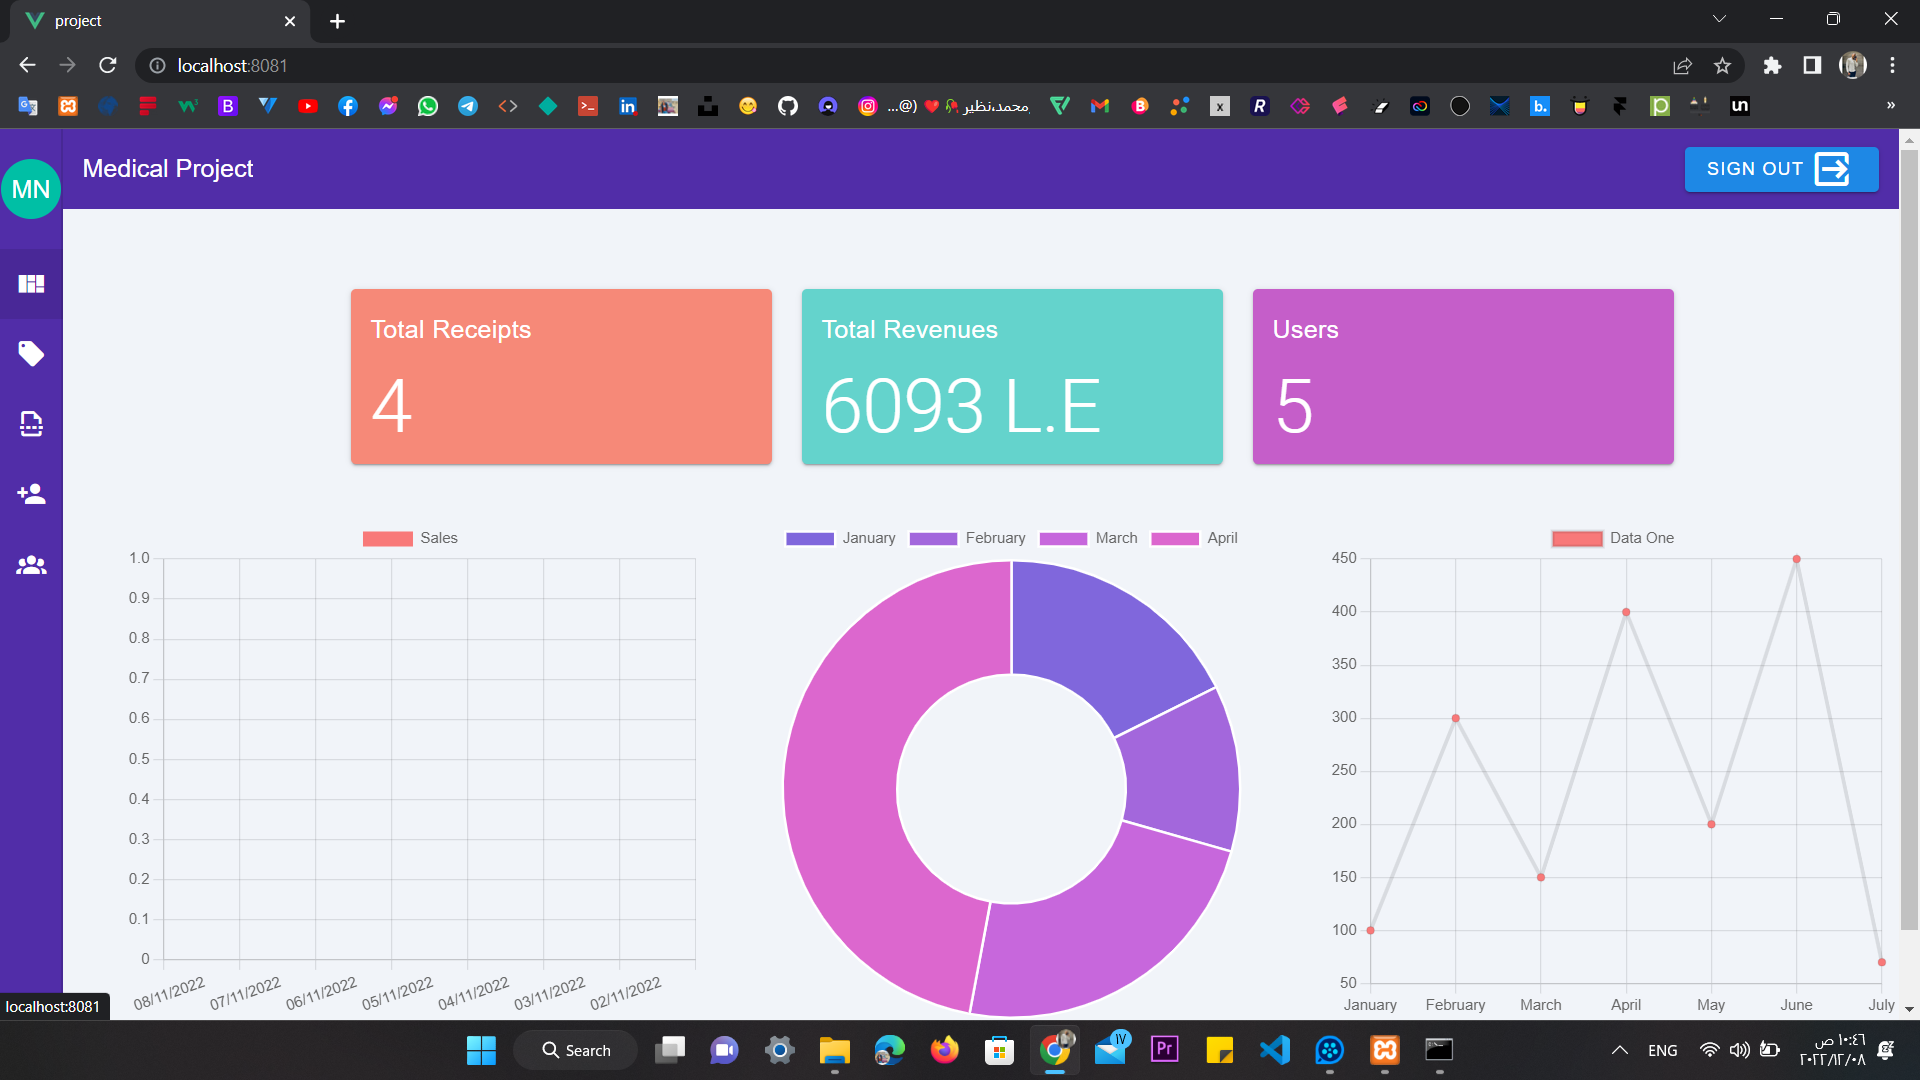 project
localhost:8081
...محمد،نظير 🥀❤️ (@
Medical Project
MN
SIGN OUT
Total Receipts
4
Total Revenues
6093 L.E
Users
5
Sales
1.0
0.9
0.8
0.7
0.6
0.5
0.4
0.3
0.2
0.1
0
08/11/2022 07/11/2022 06/11/2022 05/11/2022 04/11/2022 03/11/2022 02/11/2022
January February March April
Data One
450
400
350
300
250
200
150
100
50
January February March April May June July
localhost:8081
Search
١٧
Pr
ENG
١٠:٤٦ ص
٢٠٢٢/١٢/٠٨